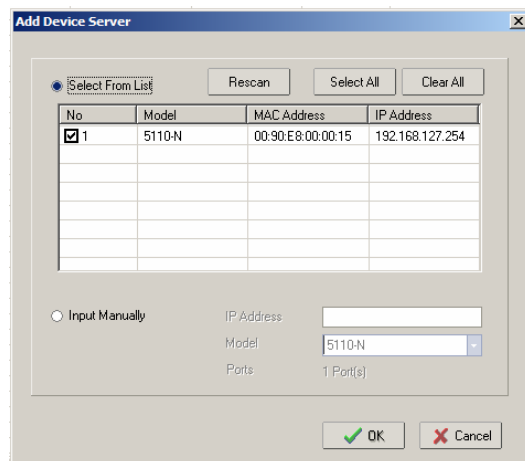 Add Device Server
Select From List Rescan Select All Clear All
No Model MAC Address IP Address
1 5110-N 00:90:E8:00:00:15 192.168.127.254
Input Manually IP Address
Model 5110-N
Ports 1 Port(s)
OK Cancel